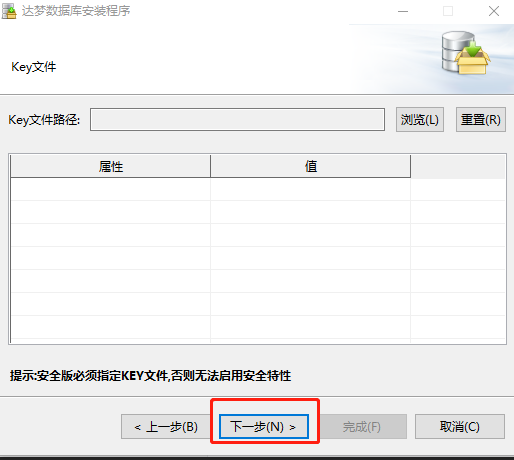 达梦数据库安装程序
Key文件
Key文件路径: 浏览(L) 重置(R)
属性 值
提示:安全版必须指定KEY文件,否则无法启用安全特性
< 上一步(B) 下一步(N) > 完成(F) 取消(C)